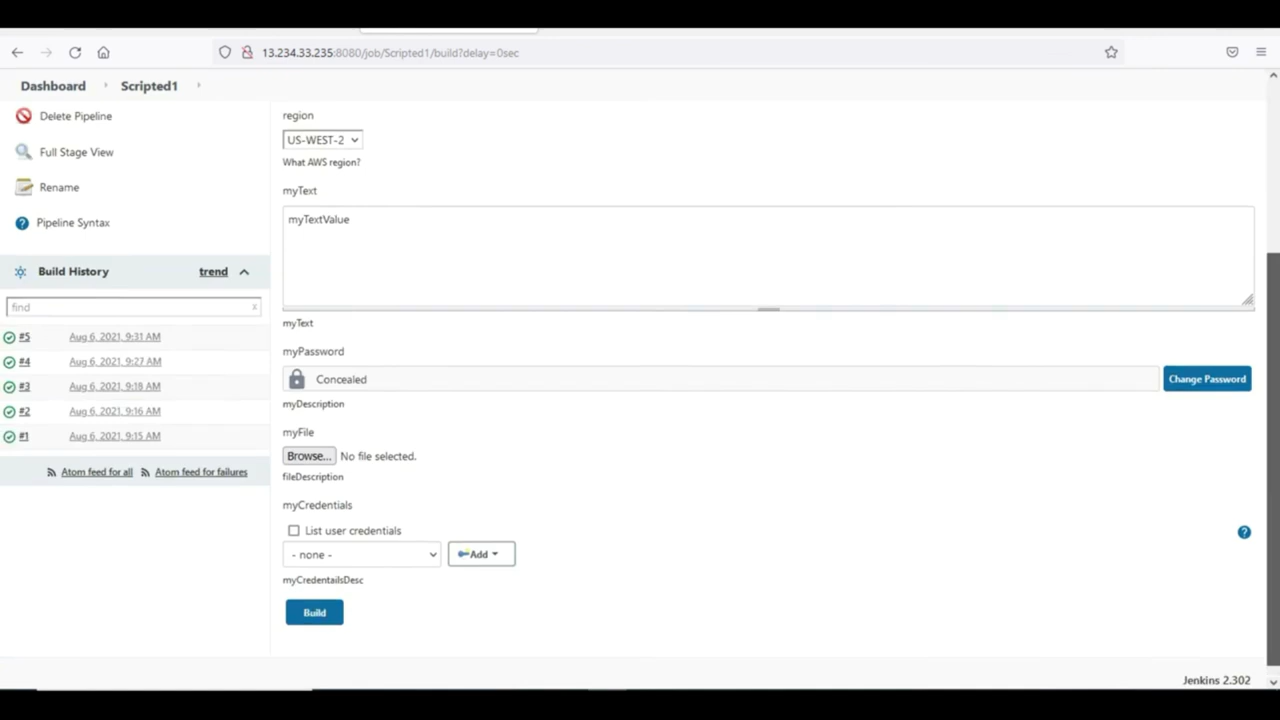 13.234.33.235:8080/job/Scripted1/build?delay=0sec
Dashboard
Scripted1
Delete Pipeline
Full Stage View
Rename
Pipeline Syntax
Build History
trend
find
x
#5 Aug 6, 2021, 9:31 AM
#4 Aug 6, 2021, 9:27 AM
#3 Aug 6, 2021, 9:18 AM
#2 Aug 6, 2021, 9:16 AM
#1 Aug 6, 2021, 9:15 AM
Atom feed for all
Atom feed for failures
region
US-WEST-2
What AWS region?
myText
myTextValue
myText
myPassword
Concealed
Change Password
myDescription
myFile
Browse... No file selected.
fileDescription
myCredentials
List user credentials
- none -
Add
myCredentailsDesc
Build
Jenkins 2.302